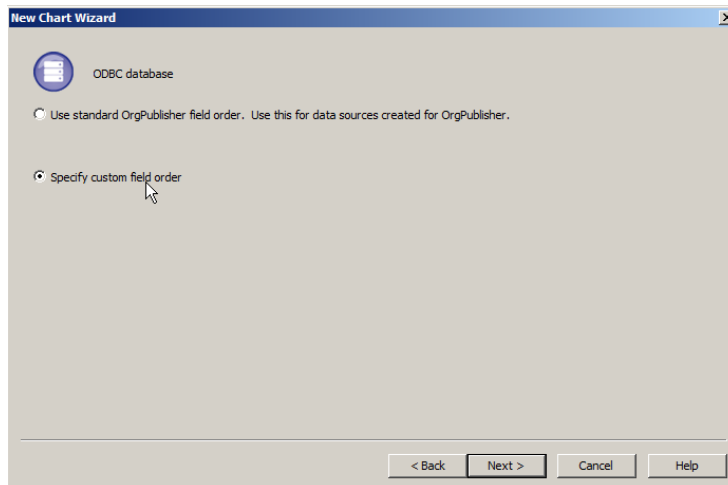 New Chart Wizard
ODBC database
Use standard OrgPublisher field order. Use this for data sources created for OrgPublisher.
Specify custom field order
< Back Next > Cancel Help